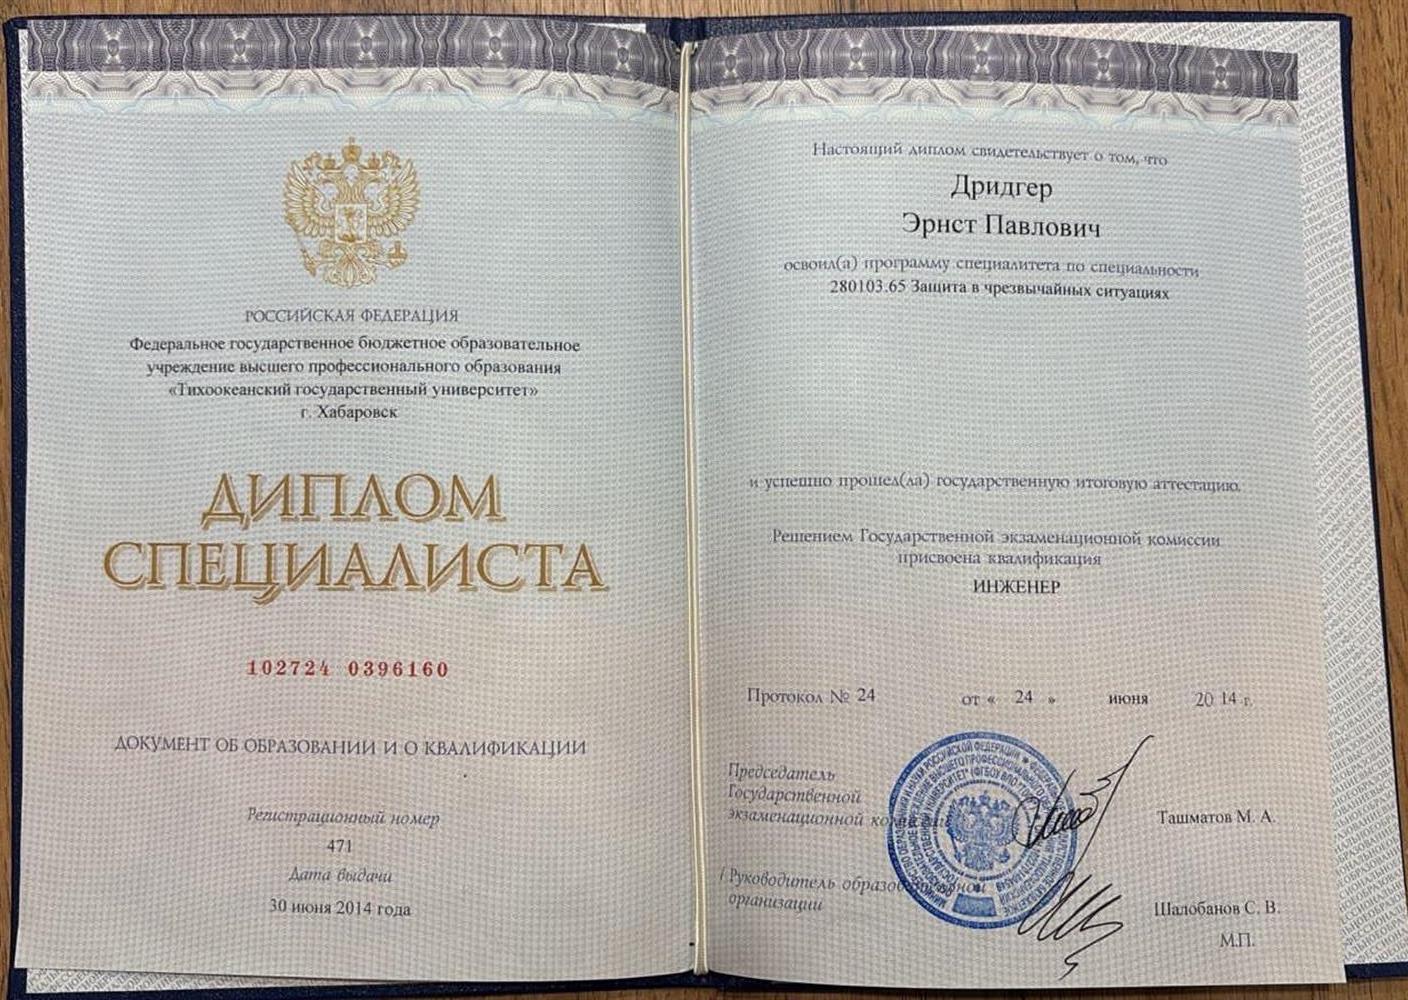 РОССИЙСКАЯ ФЕДЕРАЦИЯ
Федеральное государственное бюджетное образовательное
учреждение высшего профессионального образования
«Тихоокеанский государственный университет»
г. Хабаровск
ДИПЛОМ
СПЕЦИАЛИСТА
102724 0396160
ДОКУМЕНТ ОБ ОБРАЗОВАНИИ И О КВАЛИФИКАЦИИ
Регистрационный номер
471
Дата выдачи
30 июня 2014 года
Настоящий диплом свидетельствует о том, что
Дридгер
Эрнст Павлович
освоил(а) программу специалитета по специальности
280103.65 Защита в чрезвычайных ситуациях
и успешно прошел(ла) государственную итоговую аттестацию.
Решением Государственной экзаменационной комиссии
присвоена квалификация
ИНЖЕНЕР
Протокол № 24 от « 24 » июня 20 14 г.
Председатель
Государственной
экзаменационной комиссии
Ташматов М. А.
Руководитель образовательной
организации
Шалобанов С. В.
М.П.